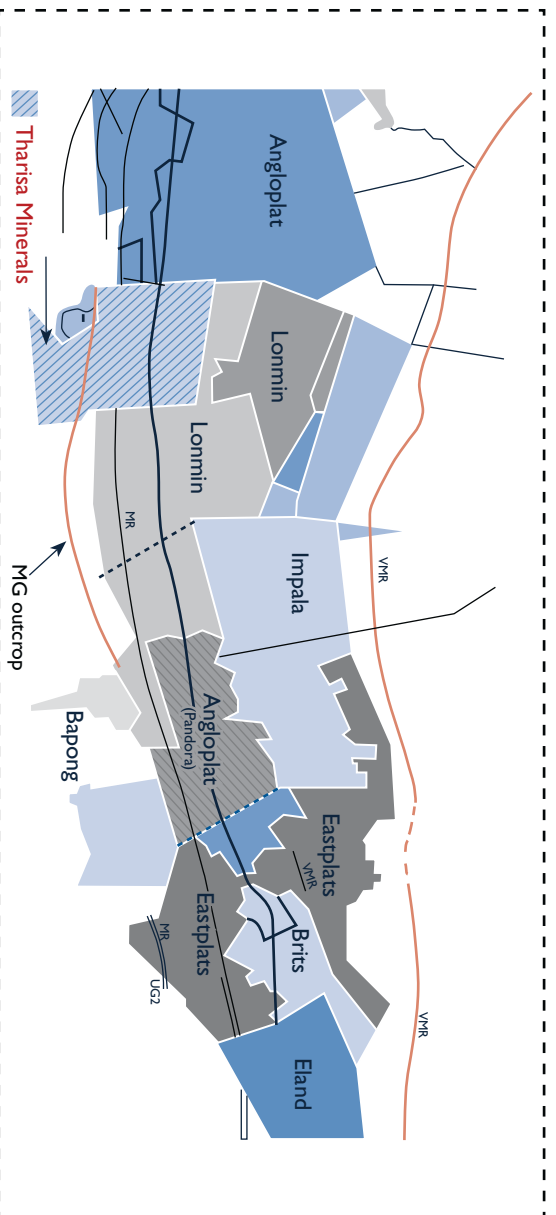 VMR
VMR
Angloplat
Lonmin
Impala
Eastplats
VMR
Brits
Eland
Lonmin
MR
Angloplat
(Pandora)
Eastplats
MR
UG2
Tharisa Minerals
MG outcrop
Bapong